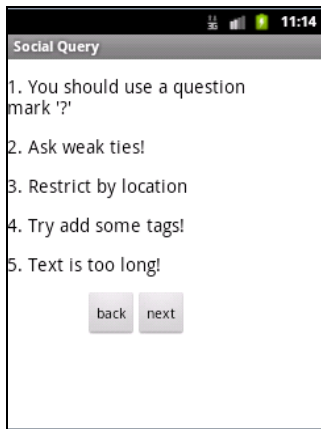 3G 11:14
Social Query
1. You should use a question
mark '?'
2. Ask weak ties!
3. Restrict by location
4. Try add some tags!
5. Text is too long!
back next